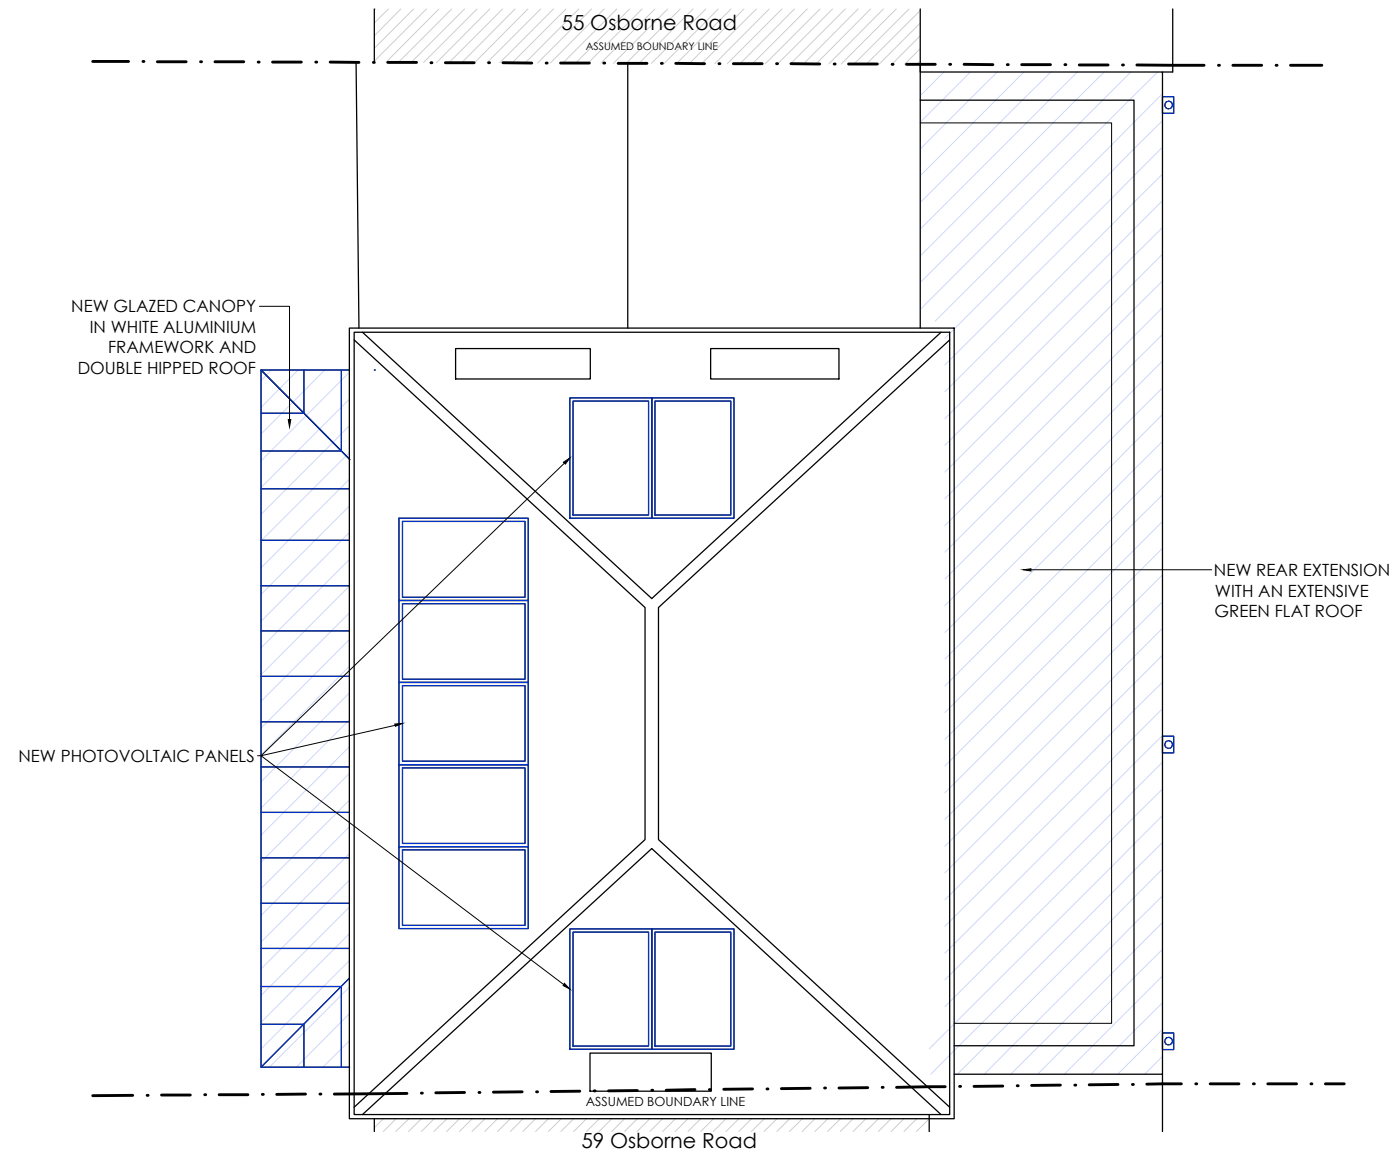 55 Osborne Road
ASSUMED BOUNDARY LINE
NEW GLAZED CANOPY
IN WHITE ALUMINIUM
FRAMEWORK AND
DOUBLE HIPPED ROOF
NEW REAR EXTENSION
WITH AN EXTENSIVE
GREEN FLAT ROOF
NEW PHOTOVOLTAIC PANELS
ASSUMED BOUNDARY LINE
59 Osborne Road